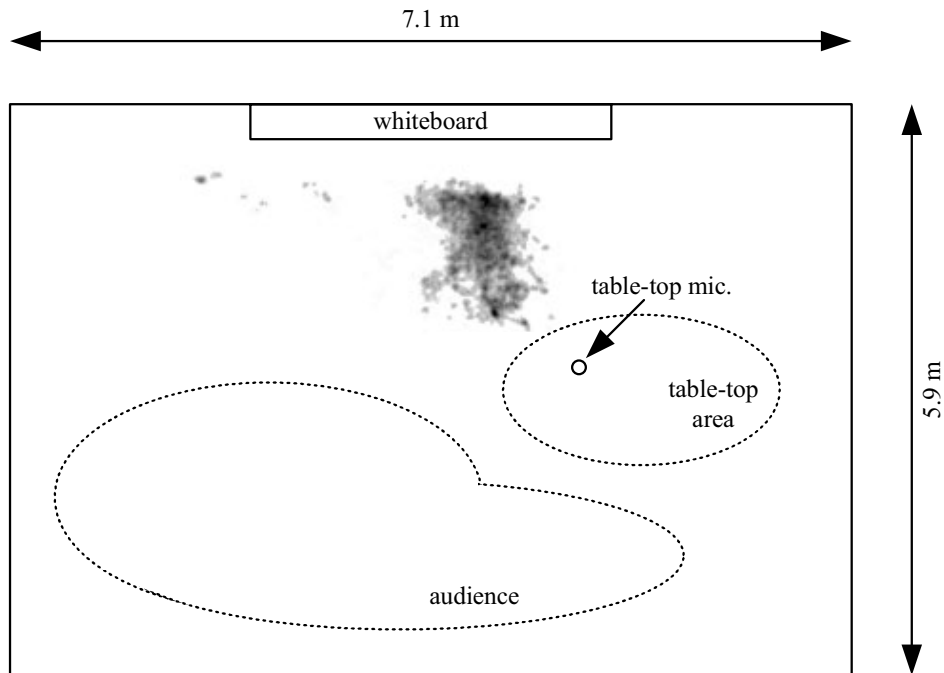 7.1 m
whiteboard
table-top mic.
table-top
area
5.9 m
audience